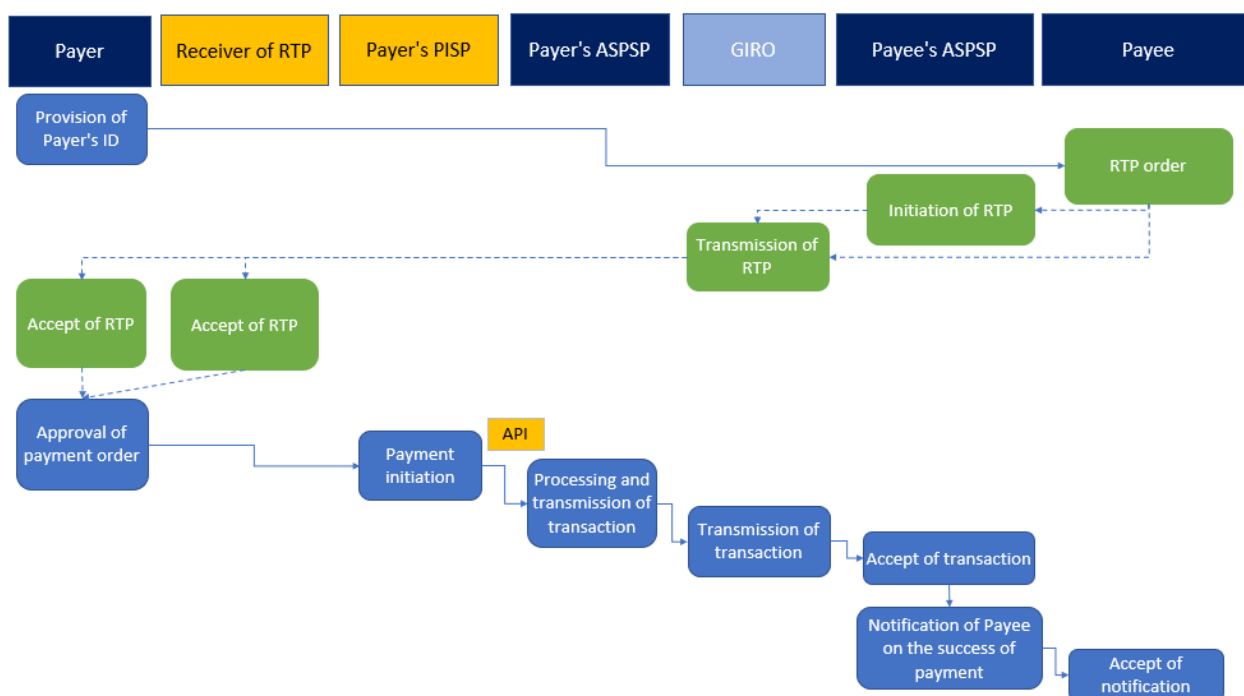 Payer
Receiver of RTP
Payer's PISP
Payer's ASPSP
GIRO
Payee's ASPSP
Payee
Provision of
Payer's ID
RTP order
Initiation of RTP
Transmission of
RTP
Accept of RTP
Accept of RTP
Approval of
payment order
Payment
initiation
API
Processing and
transmission of
transaction
Transmission of
transaction
Accept of transaction
Notification of Payee
on the success of
payment
Accept of
notification